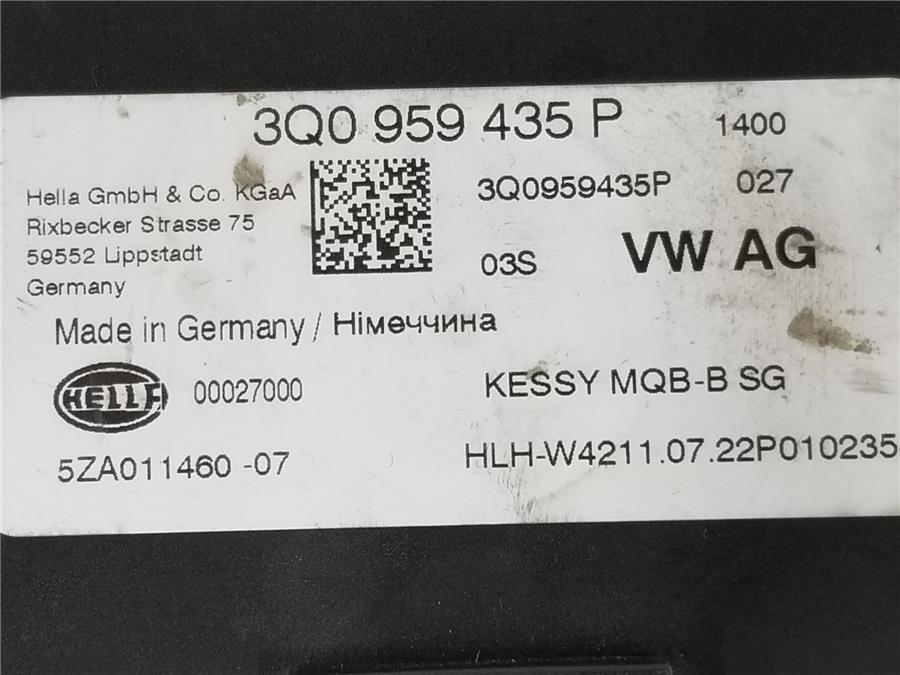 3Q0 959 435 P 1400
Hella GmbH & Co. KGaA
Rixbecker Strasse 75
59552 Lippstadt
Germany
3Q0959435P 027
03S VW AG
Made in Germany / Німеччина
HELLA 00027000
KESSY MQB-B SG
5ZA011460 -07
HLH-W4211.07.22P010235